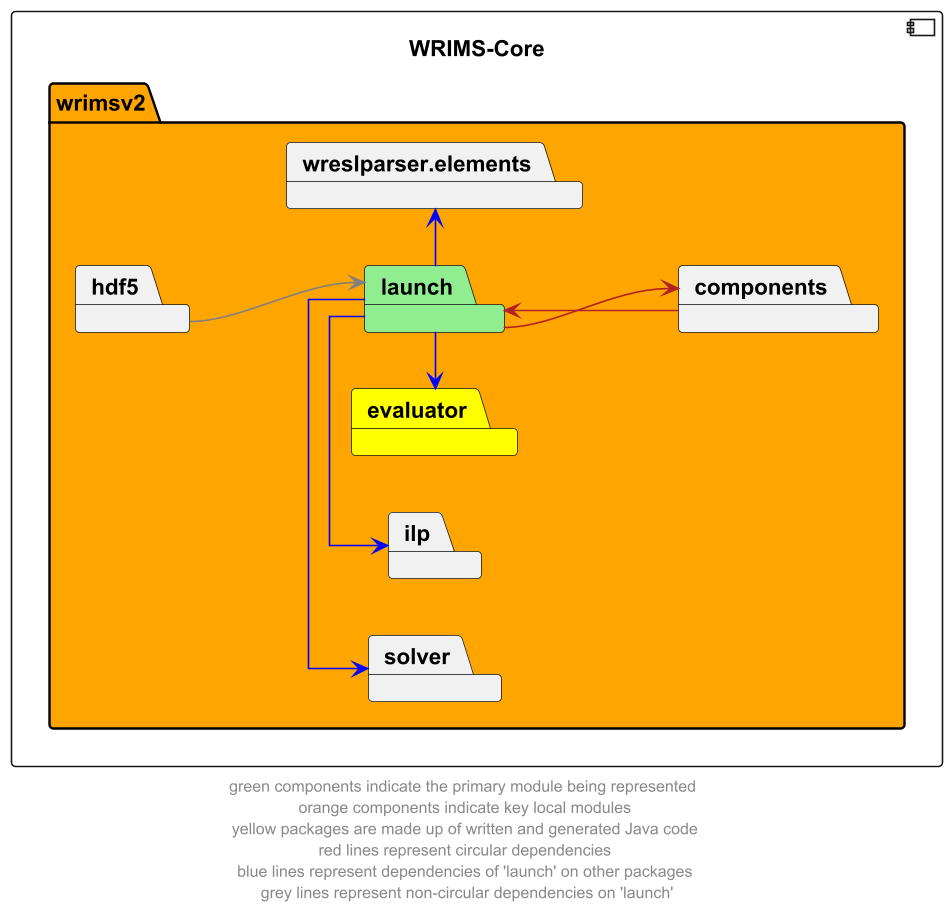 WRIMS-Core
wrimsv2
wreslparser.elements
hdf5
launch
components
evaluator
ilp
solver
green components indicate the primary module being represented
orange components indicate key local modules
yellow packages are made up of written and generated Java code
red lines represent circular dependencies
blue lines represent dependencies of 'launch' on other packages
grey lines represent non-circular dependencies on 'launch'